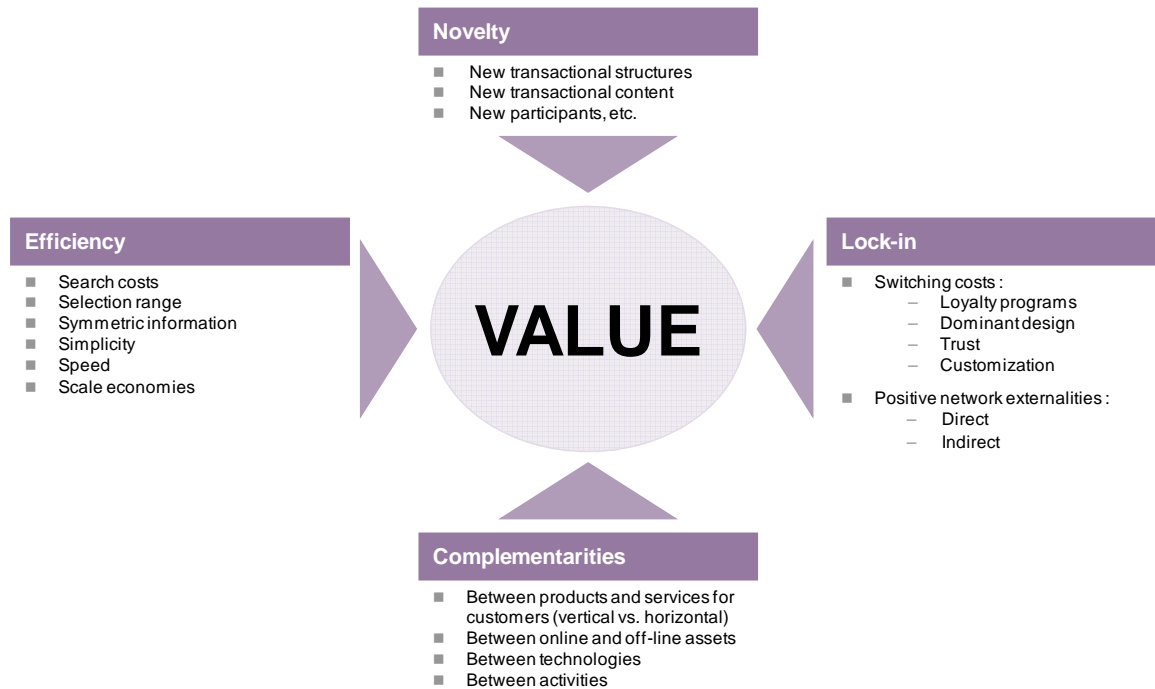 Novelty
New transactional structures
New transactional content
New participants, etc.
Efficiency
Search costs
Selection range
Symmetric information
Simplicity
Speed
Scale economies
VALUE
Lock-in
Switching costs :
– Loyalty programs
– Dominant design
– Trust
– Customization
Positive network externalities :
– Direct
– Indirect
Complementarities
Between products and services for
customers (vertical vs. horizontal)
Between online and off-line assets
Between technologies
Between activities